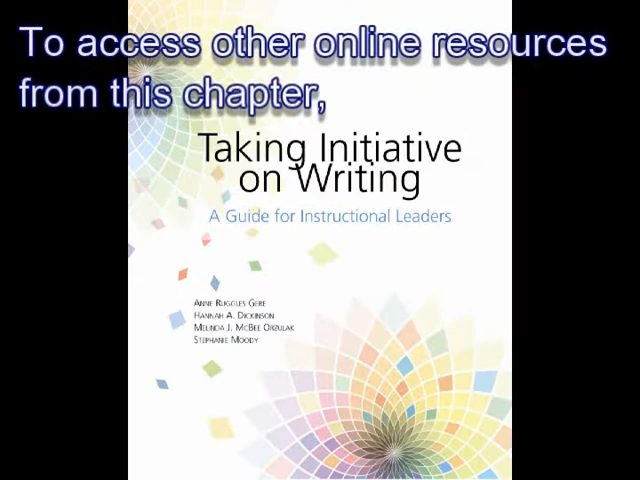 To access other online resources
from this chapter,
Taking Initiative
on Writing
A Guide for Instructional Leaders
Anne Ruggles Gere
Hannah A. Dickinson
Melinda J. McBee Orzulak
Stephanie Moody